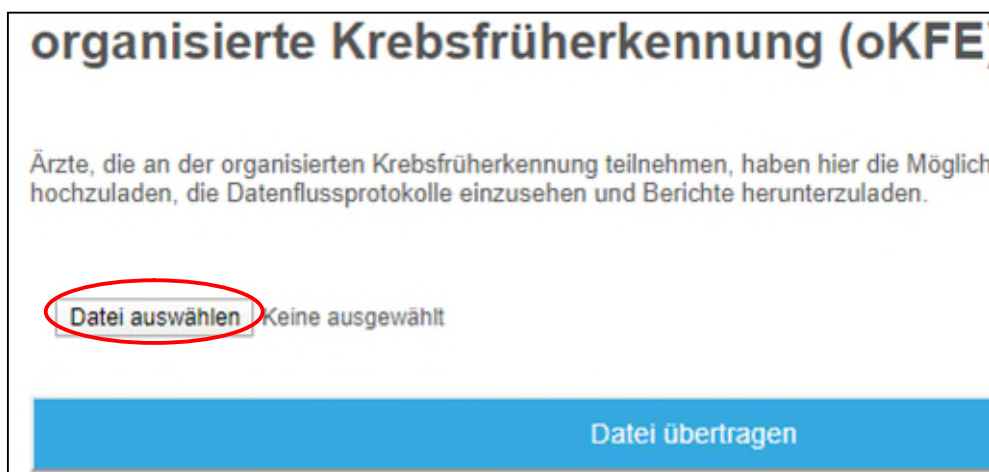 organisierte Krebsfrüherkennung (oKFE)
Ärzte, die an der organisierten Krebsfrüherkennung teilnehmen, haben hier die Möglich
hochzuladen, die Datenflussprotokolle einzusehen und Berichte herunterzuladen.
Datei auswählen Keine ausgewählt
Datei übertragen